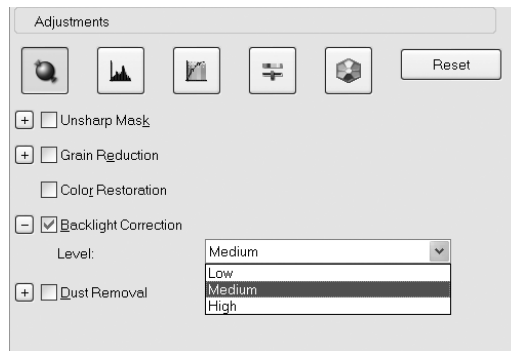 Adjustments
Reset
Unsharp Mask
Grain Reduction
Color Restoration
Backlight Correction
Level: Medium
Low
Medium
High
Dust Removal